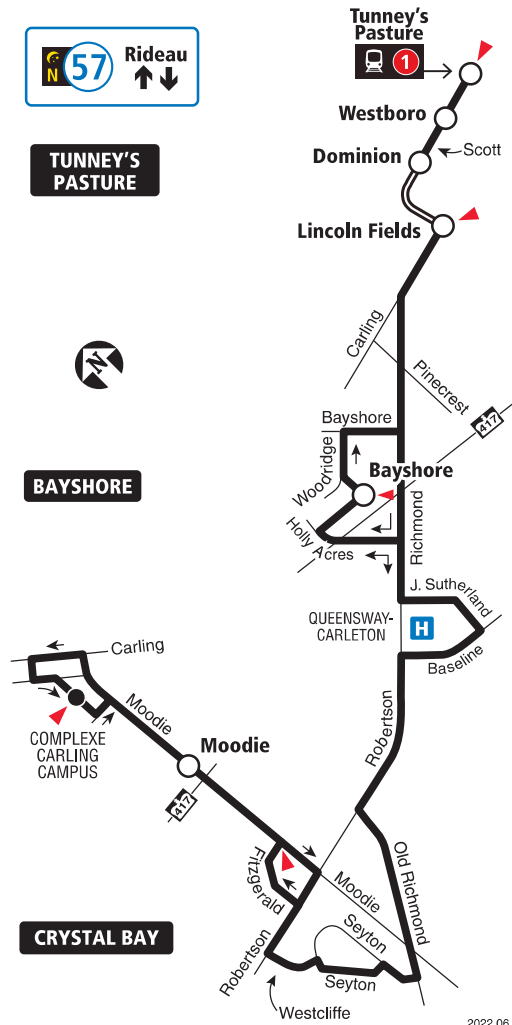 Tunney's
Pasture
1
N
57
Rideau
Westboro
Dominion
Scott
TUNNEY'S
PASTURE
Lincoln Fields
Carling
Pinecrest
N
417
Bayshore
Woodridge
Bayshore
BAYSHORE
Holly Acres
Richmond
J. Sutherland
QUEENSWAY-
CARLETON
H
Baseline
Carling
Moodie
Robertson
COMPLEXE
CARLING
CAMPUS
Moodie
417
Fitzgerald
Moodie
Old Richmond
Seyton
CRYSTAL BAY
Robertson
Seyton
Westcliffe
2022.06